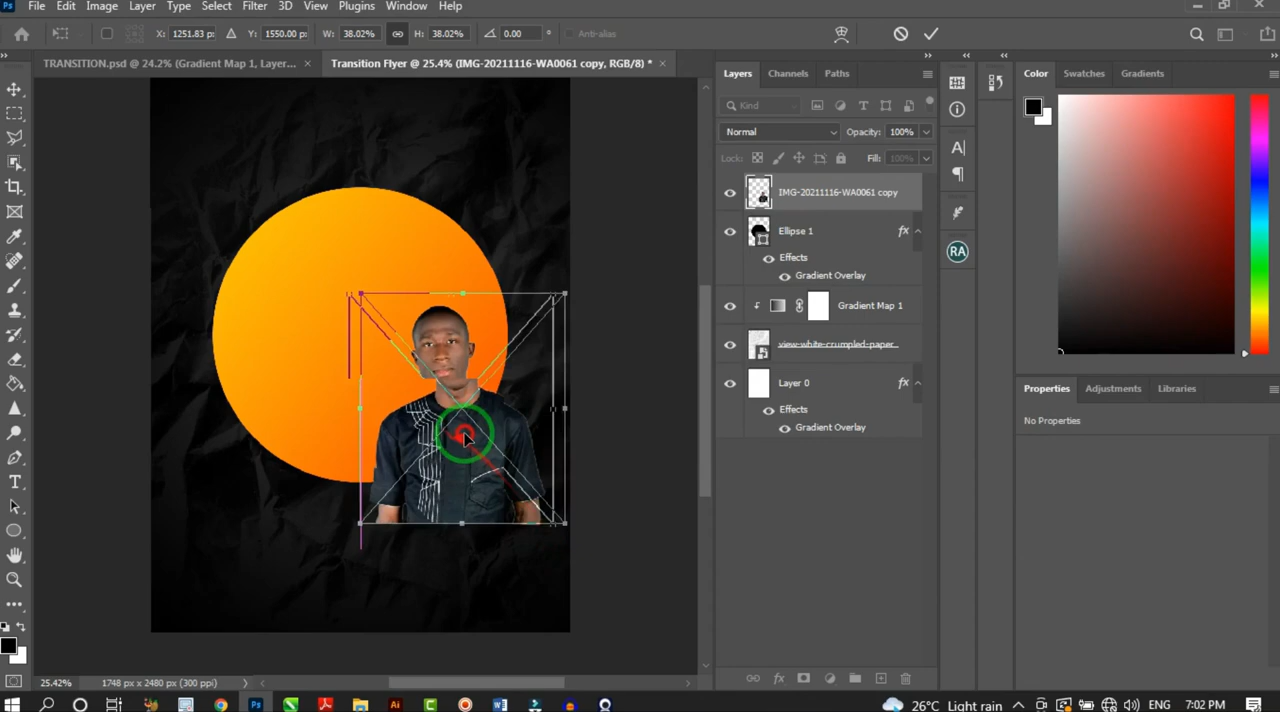 Ps File Edit Image Layer Type Select Filter 3D View Plugins Window Help
X: 1251.83 p: Y: 1550.00 p: W: 38.02% H: 38.02% 0.00 ° Anti-alias
TRANSITION.psd @ 24.2% (Gradient Map 1, Layer... × Transition Flyer @ 25.4% (IMG-20211116-WA0061 copy, RGB/8) * ×
Layers Channels Paths
Color Swatches Gradients
Kind
Normal Opacity: 100%
Lock: Fill: 100%
IMG-20211116-WA0061 copy
Ellipse 1 fx
Effects
Gradient Overlay
RA
Gradient Map 1
view-white-crumpled-paper...
Layer 0 fx
Effects
Gradient Overlay
Properties Adjustments Libraries
No Properties
25.42% 1748 px x 2480 px (300 ppi)
fx
Ps Ai W
26°C Light rain ENG 7:02 PM